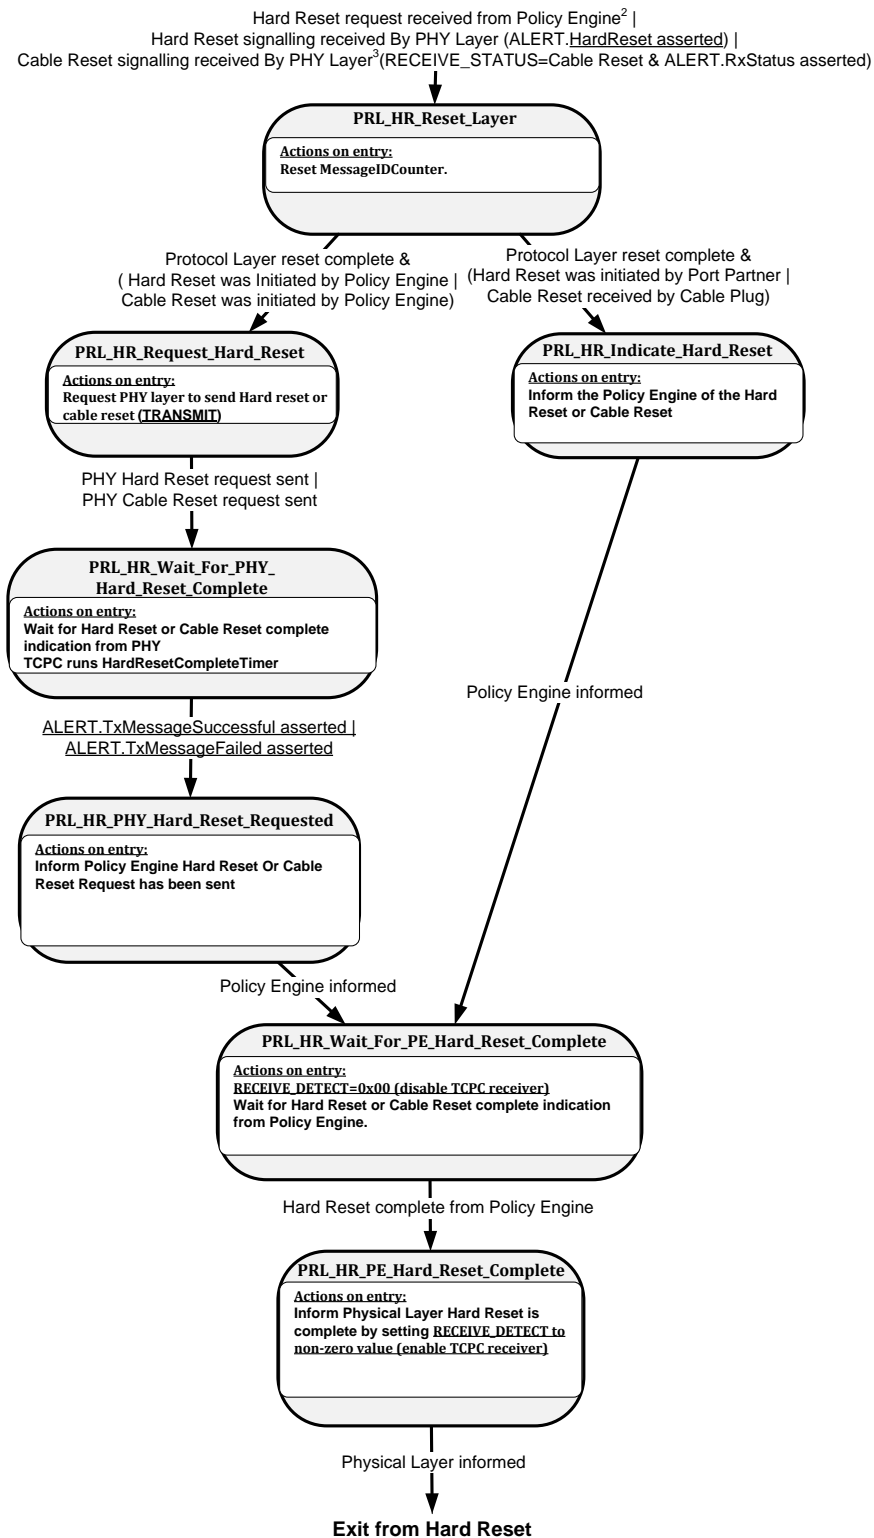 Hard Reset request received from Policy Engine2 |
Hard Reset signalling received By PHY Layer (ALERT.HardReset asserted) |
Cable Reset signalling received By PHY Layer3(RECEIVE_STATUS=Cable Reset & ALERT.RxStatus asserted)
PRL_HR_Reset_Layer
Actions on entry:
Reset MessageIDCounter.
Protocol Layer reset complete &
( Hard Reset was Initiated by Policy Engine |
Cable Reset was initiated by Policy Engine)
Protocol Layer reset complete &
(Hard Reset was initiated by Port Partner |
Cable Reset received by Cable Plug)
PRL_HR_Request_Hard_Reset
Actions on entry:
Request PHY layer to send Hard reset or
cable reset (TRANSMIT)
PRL_HR_Indicate_Hard_Reset
Actions on entry:
Inform the Policy Engine of the Hard
Reset or Cable Reset
PHY Hard Reset request sent |
PHY Cable Reset request sent
PRL_HR_Wait_For_PHY_
Hard_Reset_Complete
Actions on entry:
Wait for Hard Reset or Cable Reset complete
indication from PHY
TCPC runs HardResetCompleteTimer
Policy Engine informed
ALERT.TxMessageSuccessful asserted |
ALERT.TxMessageFailed asserted
PRL_HR_PHY_Hard_Reset_Requested
Actions on entry:
Inform Policy Engine Hard Reset Or Cable
Reset Request has been sent
Policy Engine informed
PRL_HR_Wait_For_PE_Hard_Reset_Complete
Actions on entry:
RECEIVE_DETECT=0x00 (disable TCPC receiver)
Wait for Hard Reset or Cable Reset complete indication
from Policy Engine.
Hard Reset complete from Policy Engine
PRL_HR_PE_Hard_Reset_Complete
Actions on entry:
Inform Physical Layer Hard Reset is
complete by setting RECEIVE_DETECT to
non-zero value (enable TCPC receiver)
Physical Layer informed
Exit from Hard Reset